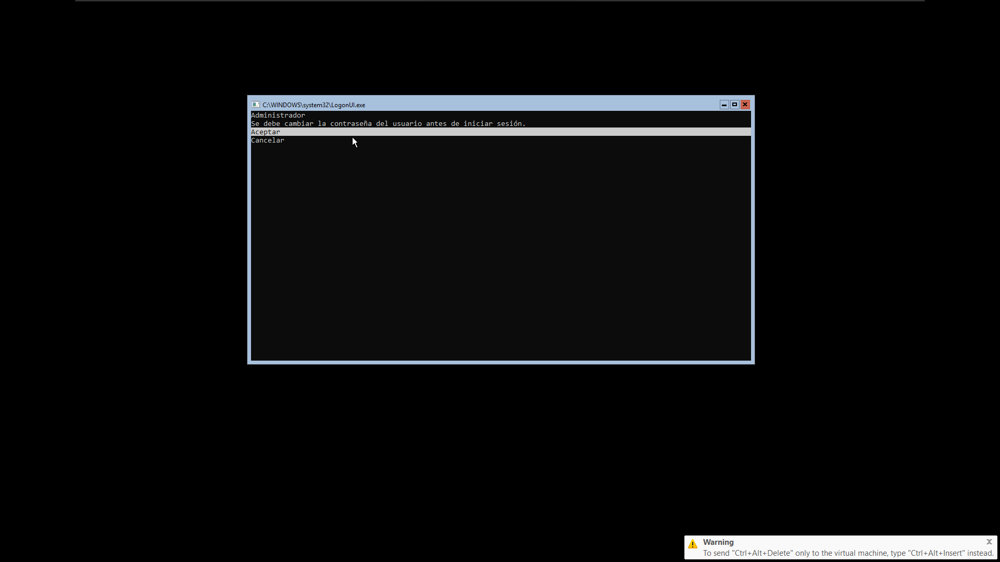 C:\WINDOWS\system32\LogonUI.exe
Administrador
Se debe cambiar la contraseña del usuario antes de iniciar sesión.
Aceptar
Cancelar
Warning
To send "Ctrl+Alt+Delete" only to the virtual machine, type "Ctrl+Alt+Insert" instead.